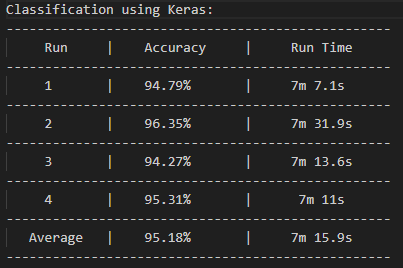 Classification using Keras:
------------------------------------------------
| Run | Accuracy | Run Time
------------------------------------------------
| 1 | 94.79% | 7m 7.1s
------------------------------------------------
| 2 | 96.35% | 7m 31.9s
------------------------------------------------
| 3 | 94.27% | 7m 13.6s
------------------------------------------------
| 4 | 95.31% | 7m 11s
------------------------------------------------
| Average | 95.18% | 7m 15.9s
------------------------------------------------